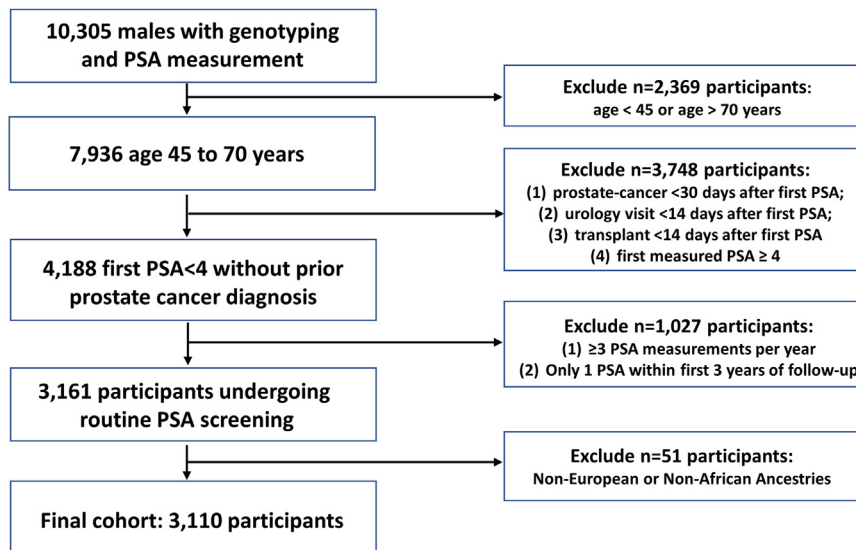 10,305 males with genotyping
and PSA measurement
Exclude n=2,369 participants:
age < 45 or age > 70 years
7,936 age 45 to 70 years
Exclude n=3,748 participants:
(1) prostate-cancer <30 days after first PSA;
(2) urology visit <14 days after first PSA;
(3) transplant <14 days after first PSA
(4) first measured PSA ≥ 4
4,188 first PSA<4 without prior
prostate cancer diagnosis
Exclude n=1,027 participants:
(1) ≥3 PSA measurements per year
(2) Only 1 PSA within first 3 years of follow-up
3,161 participants undergoing
routine PSA screening
Exclude n=51 participants:
Non-European or Non-African Ancestries
Final cohort: 3,110 participants